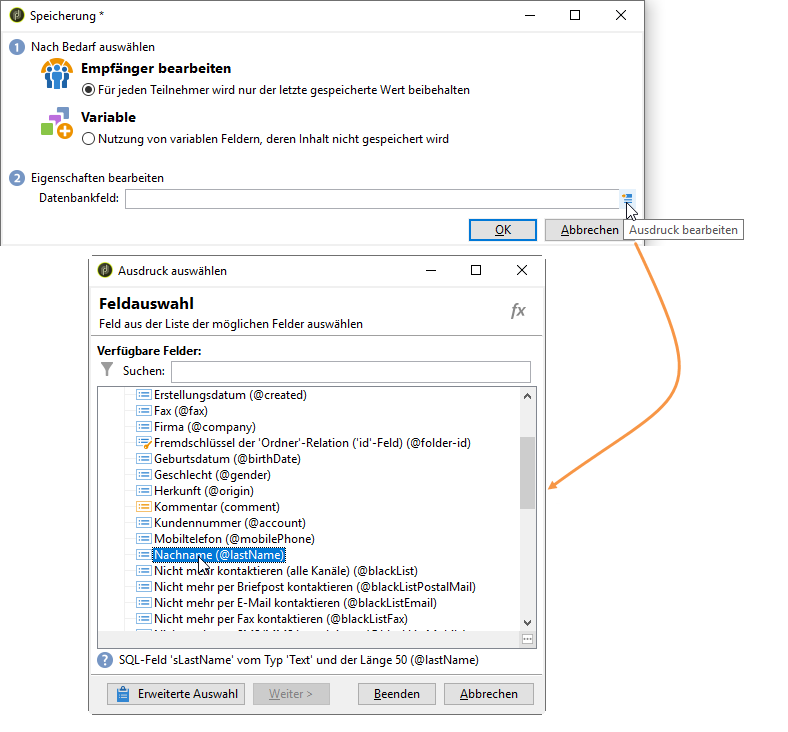 Speicherung *
1 Nach Bedarf auswählen
Empfänger bearbeiten
Für jeden Teilnehmer wird nur der letzte gespeicherte Wert beibehalten
Variable
Nutzung von variablen Feldern, deren Inhalt nicht gespeichert wird
2 Eigenschaften bearbeiten
Datenbankfeld:
OK
Abbrechen
Ausdruck bearbeiten
Ausdruck auswählen
Feldauswahl
Feld aus der Liste der möglichen Felder auswählen
fx
Verfügbare Felder:
Suchen:
Erstellungsdatum (@created)
Fax (@fax)
Firma (@company)
Fremdschlüssel der 'Ordner'-Relation ('id'-Feld) (@folder-id)
Geburtsdatum (@birthDate)
Geschlecht (@gender)
Herkunft (@origin)
Kommentar (comment)
Kundennummer (@account)
Mobiltelefon (@mobilePhone)
Nachname (@lastName)
Nicht mehr kontaktieren (alle Kanäle) (@blackList)
Nicht mehr per Briefpost kontaktieren (@blackListPostalMail)
Nicht mehr per E-Mail kontaktieren (@blackListEmail)
Nicht mehr per Fax kontaktieren (@blackListFax)
? SQL-Feld 'sLastName' vom Typ 'Text' und der Länge 50 (@lastName)
Erweiterte Auswahl
Weiter >
Beenden
Abbrechen